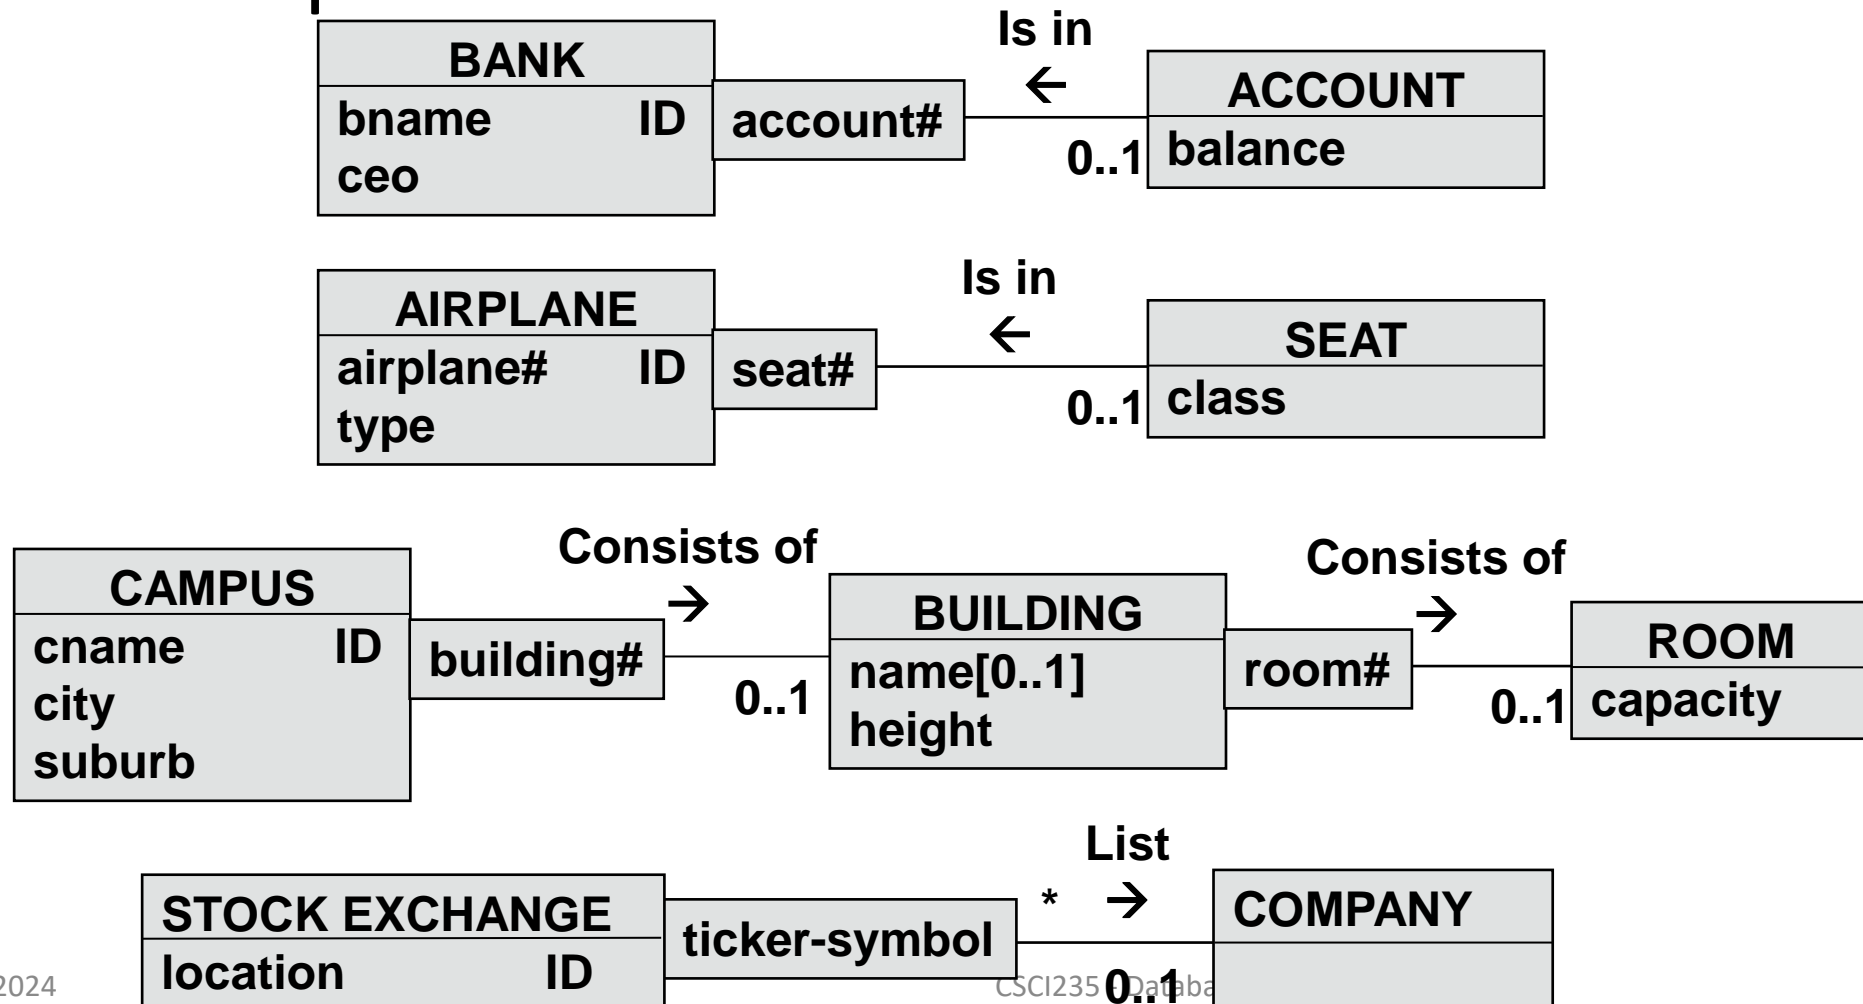 Is in
BANK
←
ACCOUNT
bname ID
account#
0..1
balance
ceo
Is in
AIRPLANE
←
SEAT
airplane# ID
seat#
0..1
class
type
Consists of
Consists of
CAMPUS
→
BUILDING
→
ROOM
cname ID
building#
name[0..1]
room#
0..1
0..1
capacity
city
height
suburb
List
STOCK EXCHANGE
* →
COMPANY
ticker-symbol
location ID
0..1
2024
CSCI235